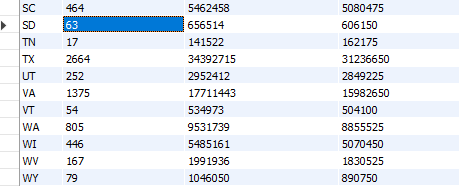 SC 464 5462458 5080475
SD 63 656514 606150
TN 17 141522 162175
TX 2664 34392715 31236650
UT 252 2952412 2849225
VA 1375 17711443 15982650
VT 54 534973 504100
WA 805 9531739 8855525
WI 446 5485161 5070450
WV 167 1991936 1830525
WY 79 1046050 890750